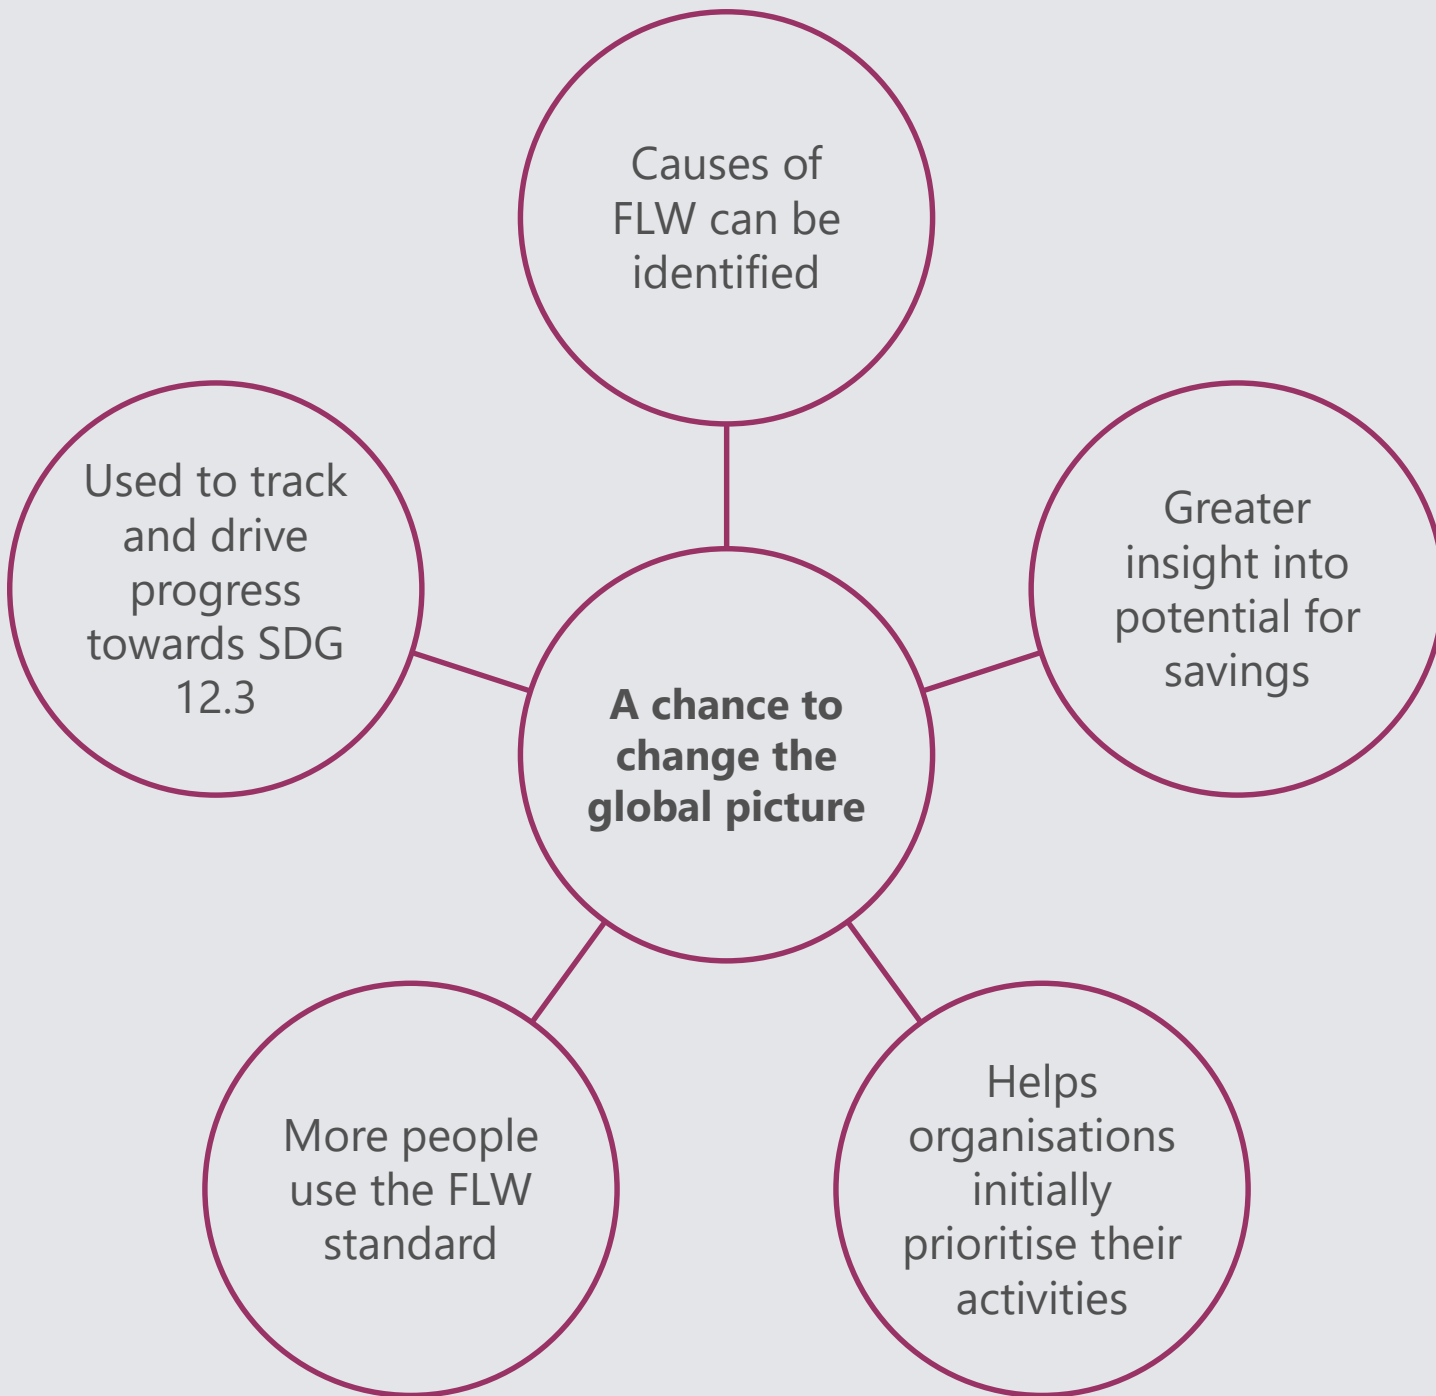 Causes of
FLW can be
identified
Used to track
and drive
progress
towards SDG
12.3
Greater
insight into
potential for
savings
A chance to
change the
global picture
More people
use the FLW
standard
Helps
organisations
initially
prioritise their
activities